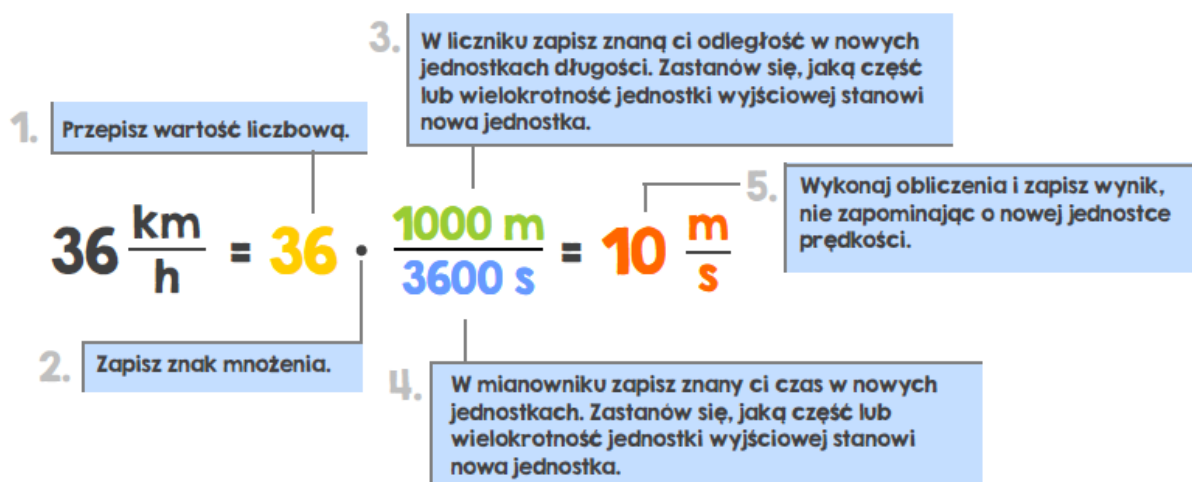 1. Przepisz wartość liczbową.
3. W liczniku zapisz znaną ci odległość w nowych
jednostkach długości. Zastanów się, jaką część
lub wielokrotność jednostki wyjściowej stanowi
nowa jednostka.
36 km/h = 36 · 1000 m/3600 s = 10 m/s
5. Wykonaj obliczenia i zapisz wynik,
nie zapominając o nowej jednostce
prędkości.
2. Zapisz znak mnożenia.
4. W mianowniku zapisz znany ci czas w nowych
jednostkach. Zastanów się, jaką część lub
wielokrotność jednostki wyjściowej stanowi
nowa jednostka.